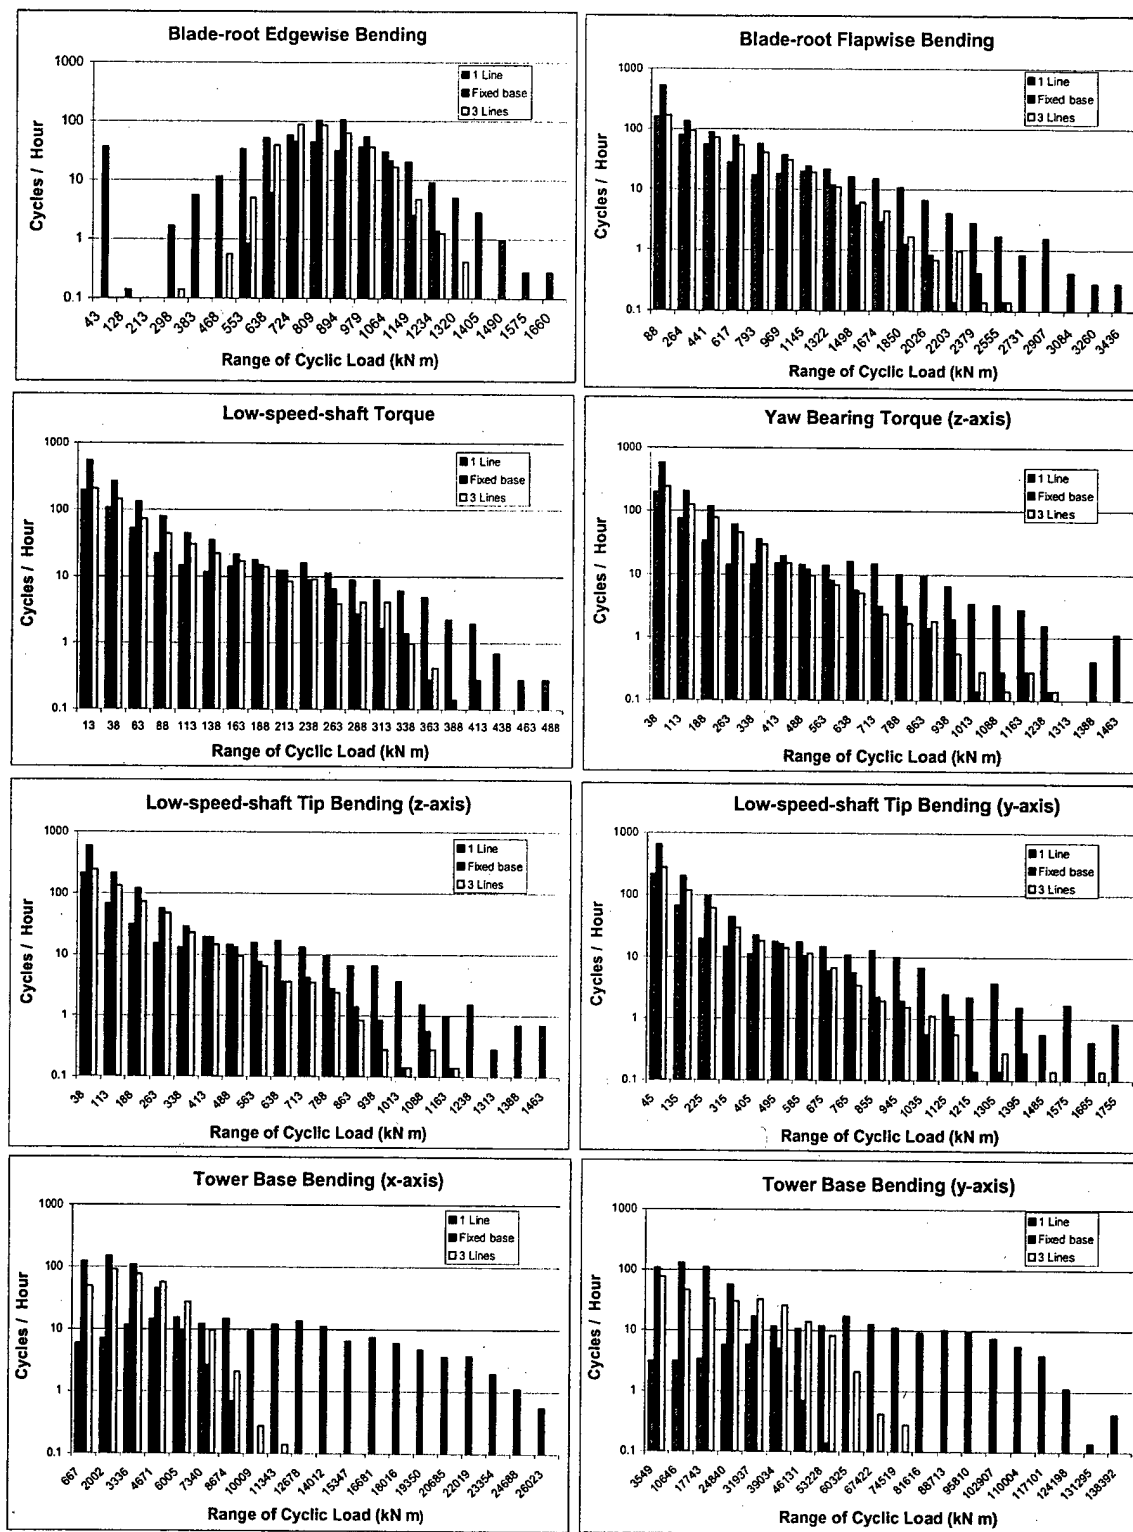 Blade-root Edgewise Bending
1000
100
10
1
0.1
Cycles / Hour
1 Line
Fixed base
3 Lines
43 128 213 298 383 468 553 638 724 809 894 979 1064 1149 1234 1320 1405 1490 1575 1660
Range of Cyclic Load (kN m)
Blade-root Flapwise Bending
1000
100
10
1
0.1
Cycles / Hour
1 Line
Fixed base
3 Lines
88 264 441 617 793 969 1145 1322 1498 1674 1850 2026 2203 2379 2555 2731 2907 3084 3260 3436
Range of Cyclic Load (kN m)
Low-speed-shaft Torque
1000
100
10
1
0.1
Cycles / Hour
1 Line
Fixed base
3 Lines
13 38 63 88 113 138 163 188 213 238 263 288 313 338 363 388 413 438 463 488
Range of Cyclic Load (kN m)
Yaw Bearing Torque (z-axis)
1000
100
10
1
0.1
Cycles / Hour
1 Line
Fixed base
3 Lines
38 113 188 263 338 413 488 563 638 713 788 863 938 1013 1088 1163 1238 1313 1388 1463
Range of Cyclic Load (kN m)
Low-speed-shaft Tip Bending (z-axis)
1000
100
10
1
0.1
Cycles / Hour
1 Line
Fixed base
3 Lines
38 113 188 263 338 413 488 563 638 713 788 863 938 1013 1088 1163 1238 1313 1388 1463
Range of Cyclic Load (kN m)
Low-speed-shaft Tip Bending (y-axis)
1000
100
10
1
0.1
Cycles / Hour
1 Line
Fixed base
3 Lines
45 135 225 315 405 495 585 675 765 855 945 1035 1125 1215 1305 1395 1485 1575 1665 1755
Range of Cyclic Load (kN m)
Tower Base Bending (x-axis)
1000
100
10
1
0.1
Cycles / Hour
1 Line
Fixed base
3 Lines
667 2002 3336 4671 6005 7340 8674 10009 11343 12678 14012 15347 16681 18016 19350 20685 22019 23354 24688 26023
Range of Cyclic Load (kN m)
Tower Base Bending (y-axis)
1000
100
10
1
0.1
Cycles / Hour
1 Line
Fixed base
3 Lines
3549 10646 17743 24840 31937 39034 46131 53228 60325 67422 74519 81616 88713 95810 102907 110004 117101 124198 131295 138392
Range of Cyclic Load (kN m)